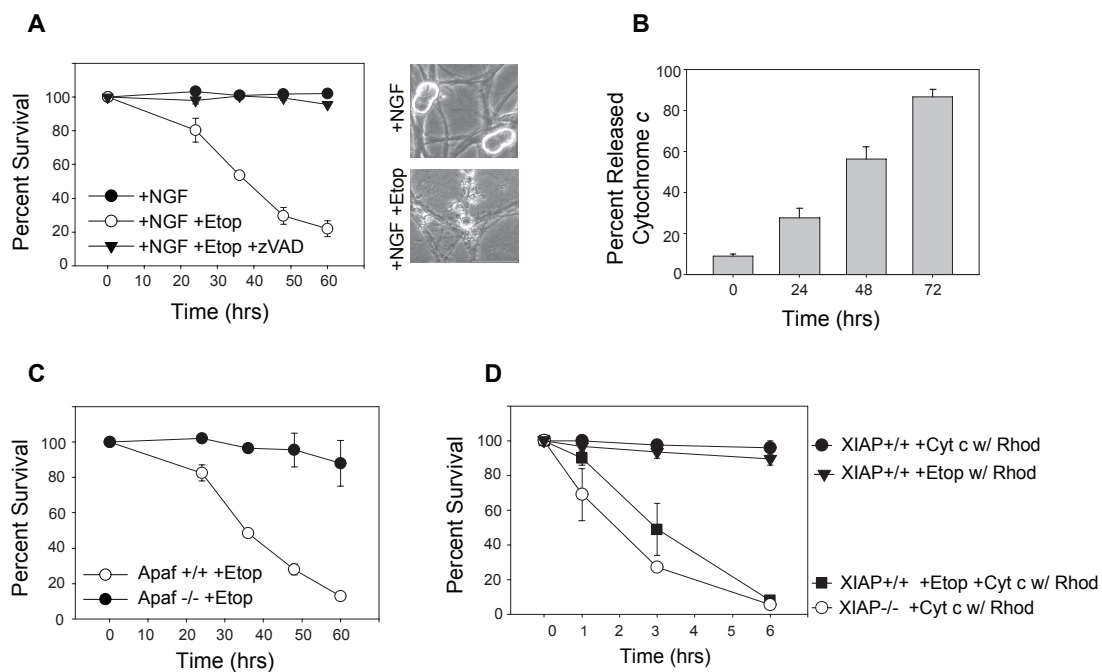 A
Percent Survival
100
80
60
40
20
0
+NGF
+NGF +Etop
+NGF +Etop +zVAD
0 10 20 30 40 50 60
Time (hrs)
+NGF
+NGF +Etop
B
Percent Released
Cytochrome c
100
80
60
40
20
0
0 24 48 72
Time (hrs)
C
Percent Survival
100
80
60
40
20
0
Apaf +/+ +Etop
Apaf -/- +Etop
0 10 20 30 40 50 60
Time (hrs)
D
Percent Survival
100
80
60
40
20
0
0 1 2 3 4 5 6
Time (hrs)
XIAP+/+ +Cyt c w/ Rhod
XIAP+/+ +Etop w/ Rhod
XIAP+/+ +Etop +Cyt c w/ Rhod
XIAP-/- +Cyt c w/ Rhod